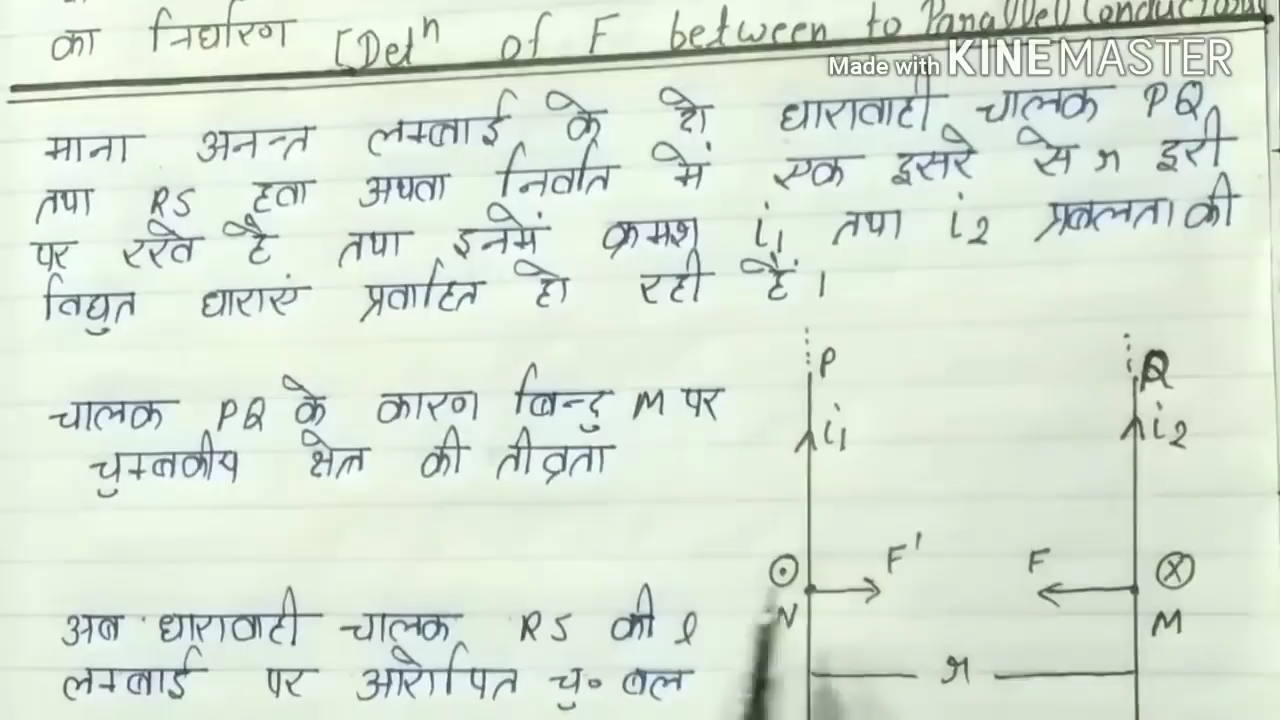 का निर्धारण [Detⁿ of F between to Parallel Conductors
Made with KINEMASTER
माना अनन्त लम्बाई के दो धारावाही चालक PQ
तथा RS हवा अथवा निर्वात में एक दूसरे से r दूरी
पर रखे है तथा इनमें क्रमश i₁ तथा i₂ प्रबलता की
विद्युत धाराएं प्रवाहित हो रही हैं।
चालक PQ के कारण बिन्दु M पर
चुम्बकीय क्षेत्र की तीव्रता
अब धारावाही चालक RS की l
लम्बाई पर आरोपित चु० बल
P
i₁
i₂
F'
F
N
M
r